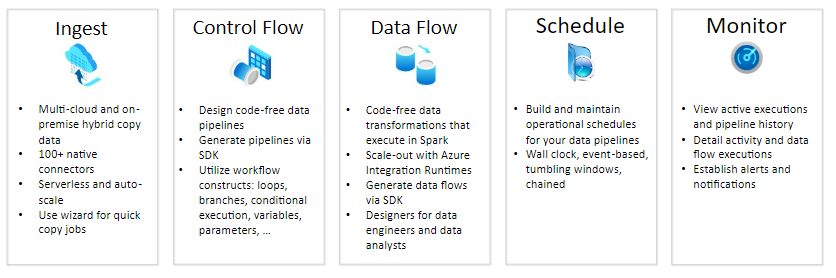 Ingest
• Multi-cloud and on-
premise hybrid copy
data
• 100+ native
connectors
• Serverless and auto-
scale
• Use wizard for quick
copy jobs
Control Flow
• Design code-free data
pipelines
• Generate pipelines via
SDK
• Utilize workflow
constructs: loops,
branches, conditional
execution, variables,
parameters, …
Data Flow
• Code-free data
transformations that
execute in Spark
• Scale-out with Azure
Integration Runtimes
• Generate data flows
via SDK
• Designers for data
engineers and data
analysts
Schedule
• Build and maintain
operational schedules
for your data pipelines
• Wall clock, event-based,
tumbling windows,
chained
Monitor
• View active executions
and pipeline history
• Detail activity and data
flow executions
• Establish alerts and
notifications